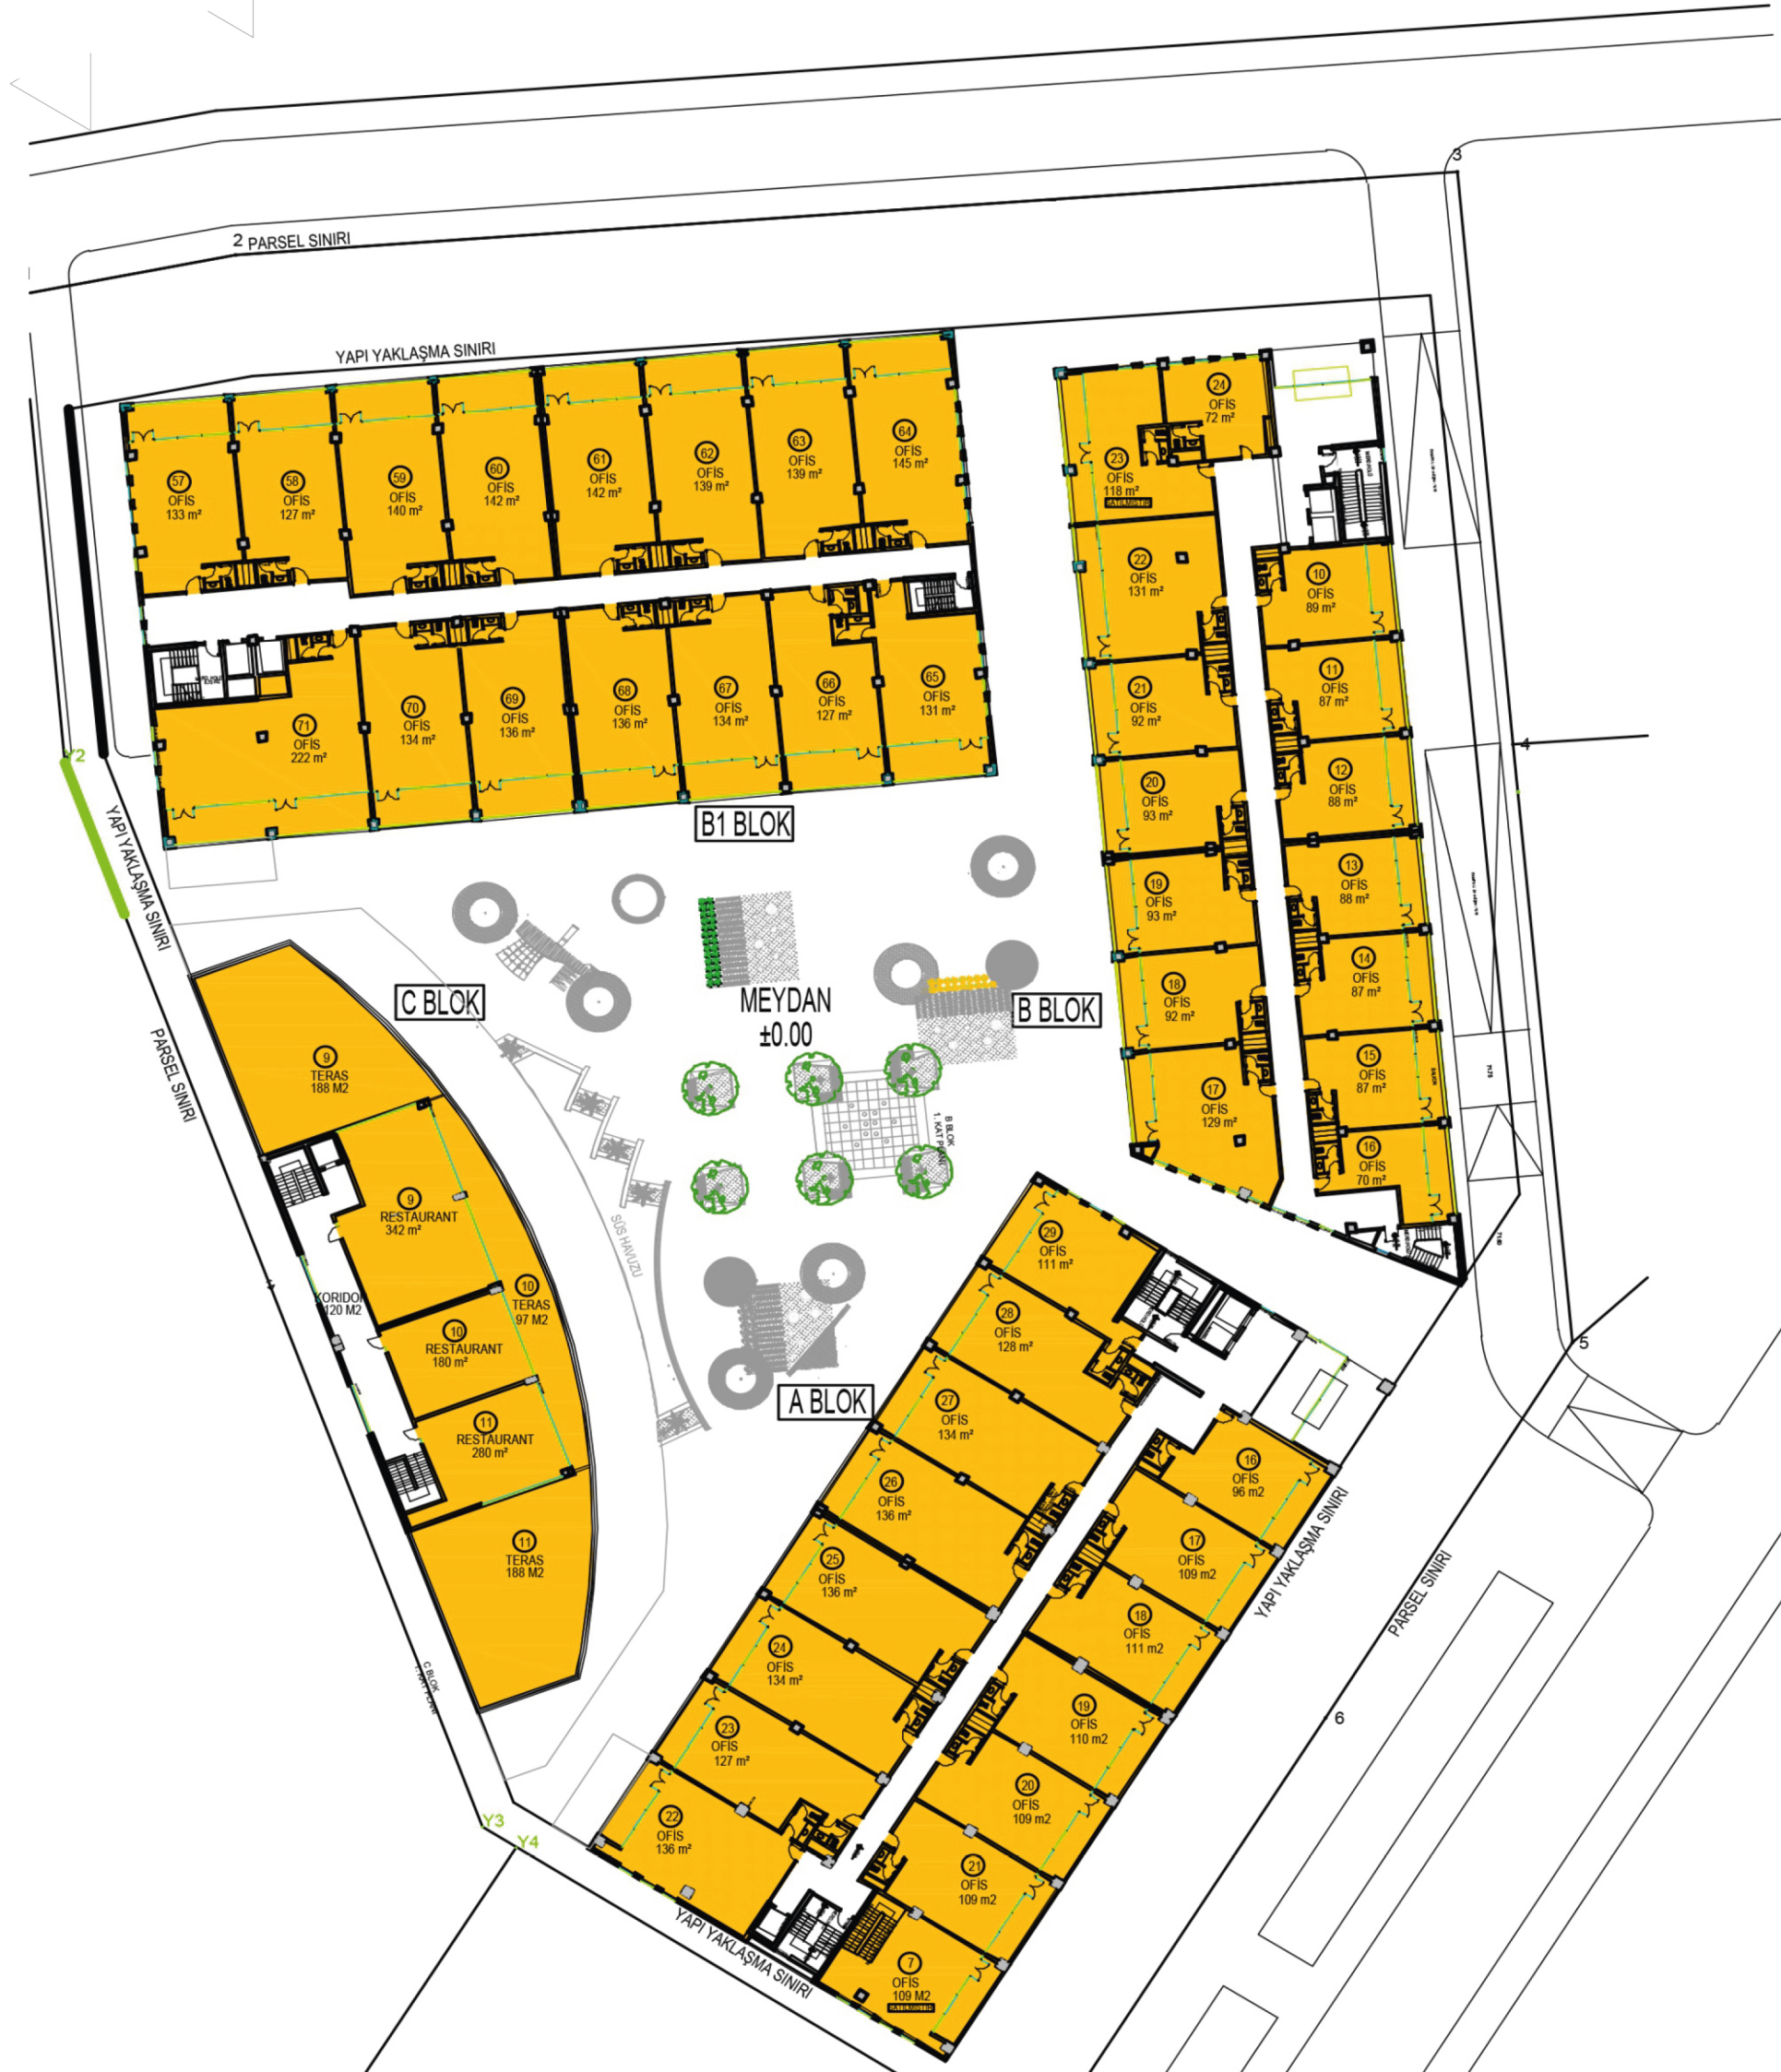 3
2 PARSEL SINIRI
YAPI YAKLAŞMA SINIRI
57
OFİS
133 m²
58
OFİS
127 m²
59
OFİS
140 m²
60
OFİS
142 m²
61
OFİS
142 m²
62
OFİS
139 m²
63
OFİS
139 m²
64
OFİS
145 m²
71
OFİS
222 m²
70
OFİS
134 m²
69
OFİS
136 m²
68
OFİS
136 m²
67
OFİS
134 m²
66
OFİS
127 m²
65
OFİS
131 m²
B1 BLOK
24
OFİS
72 m²
23
OFİS
118 m²
SATILMIŞTIR
22
OFİS
131 m²
21
OFİS
92 m²
20
OFİS
93 m²
19
OFİS
93 m²
18
OFİS
92 m²
17
OFİS
129 m²
10
OFİS
89 m²
11
OFİS
87 m²
12
OFİS
88 m²
13
OFİS
88 m²
14
OFİS
87 m²
15
OFİS
87 m²
16
OFİS
70 m²
4
Y2
YAPI YAKLAŞMA SINIRI
PARSEL SINIRI
C BLOK
MEYDAN
±0.00
B BLOK
B BLOK
1. KAT PLANI
SÜS HAVUZU
9
TERAS
188 M2
9
RESTAURANT
342 m²
KORIDOR
120 M2
10
TERAS
97 M2
10
RESTAURANT
180 m²
11
RESTAURANT
280 m²
11
TERAS
188 M2
C BLOK
1. KAT PLANI
A BLOK
29
OFİS
111 m²
28
OFİS
128 m²
27
OFİS
134 m²
26
OFİS
136 m²
25
OFİS
136 m²
24
OFİS
134 m²
23
OFİS
127 m²
22
OFİS
136 m²
16
OFİS
96 m2
17
OFİS
109 m2
18
OFİS
111 m2
19
OFİS
110 m2
20
OFİS
109 m2
21
OFİS
109 m2
7
OFİS
109 M2
SATILMIŞTIR
5
YAPI YAKLAŞMA SINIRI
PARSEL SINIRI
6
Y3
Y4
YAPI YAKLAŞMA SINIRI